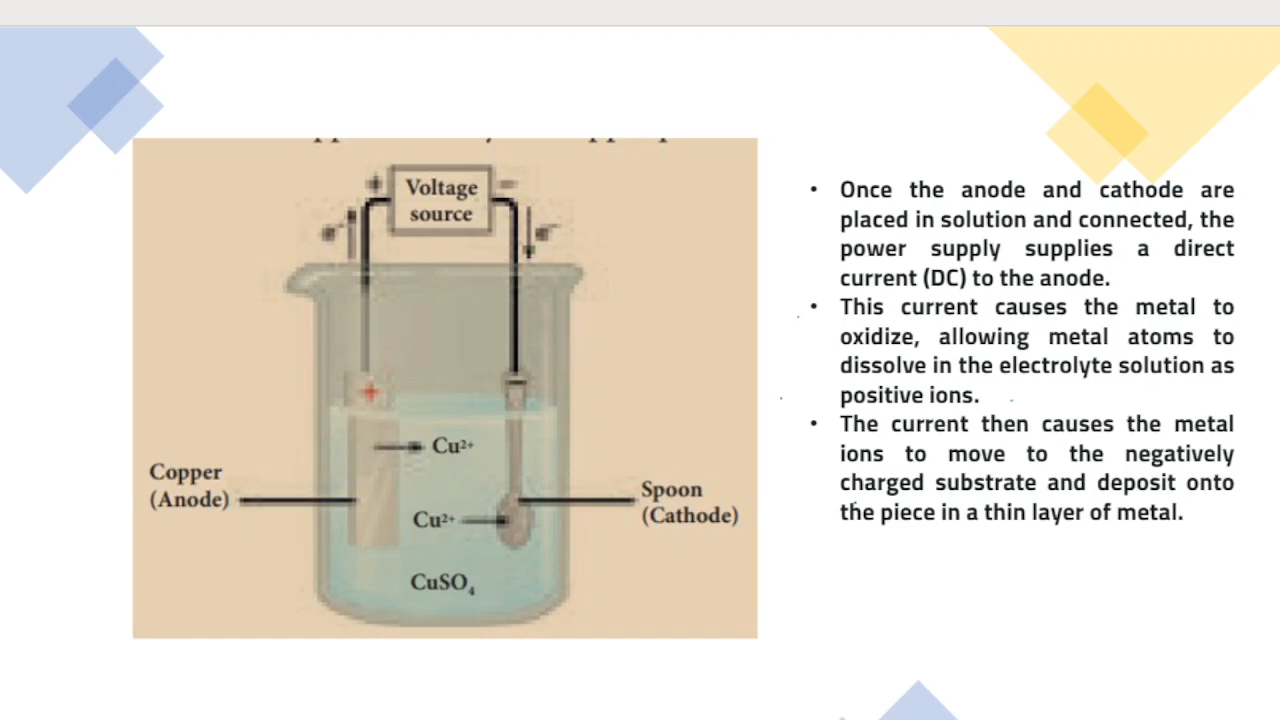 Voltage
source
+
−
e⁻
e⁻
+
Cu²⁺
Copper
(Anode)
Spoon
(Cathode)
Cu²⁺
CuSO₄
• Once the anode and cathode are
placed in solution and connected, the
power supply supplies a direct
current (DC) to the anode.
• This current causes the metal to
oxidize, allowing metal atoms to
dissolve in the electrolyte solution as
positive ions.
• The current then causes the metal
ions to move to the negatively
charged substrate and deposit onto
the piece in a thin layer of metal.